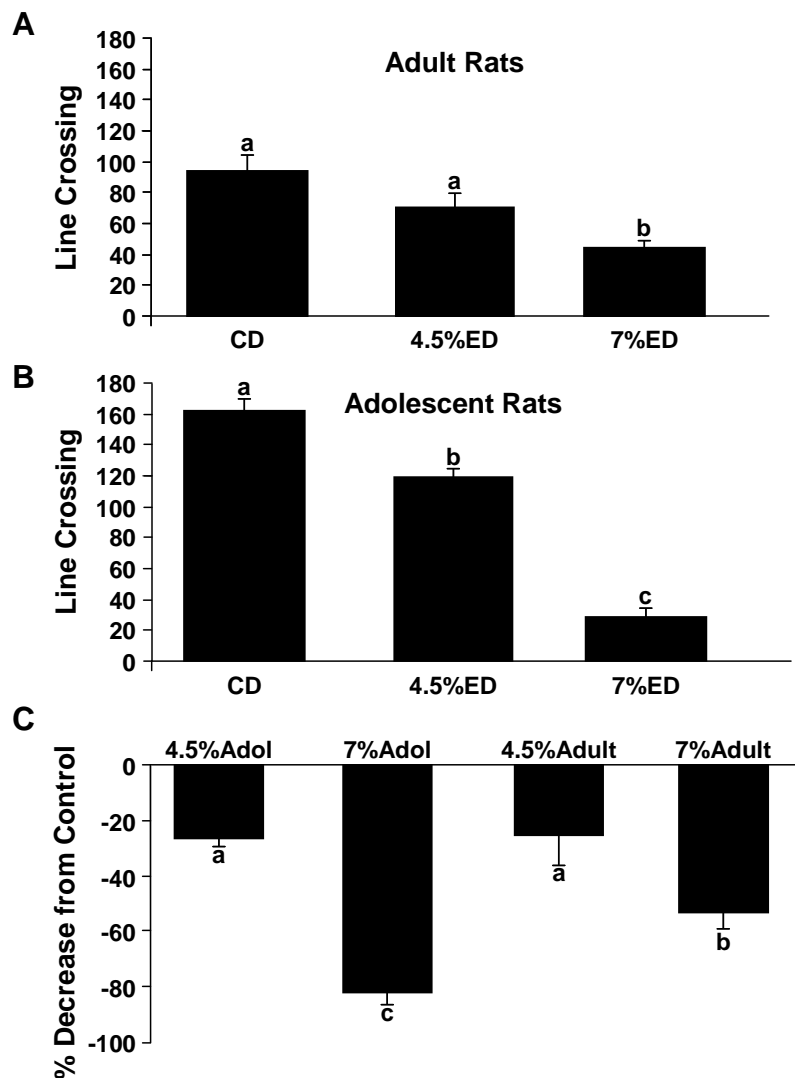 A
Adult Rats
Line Crossing
180
160
140
120
100
80
60
40
20
0
a
a
b
CD 4.5%ED 7%ED
B
Adolescent Rats
Line Crossing
180
160
140
120
100
80
60
40
20
0
a
b
c
CD 4.5%ED 7%ED
C
% Decrease from Control
4.5%Adol 7%Adol 4.5%Adult 7%Adult
0
-20
-40
-60
-80
-100
a
c
a
b